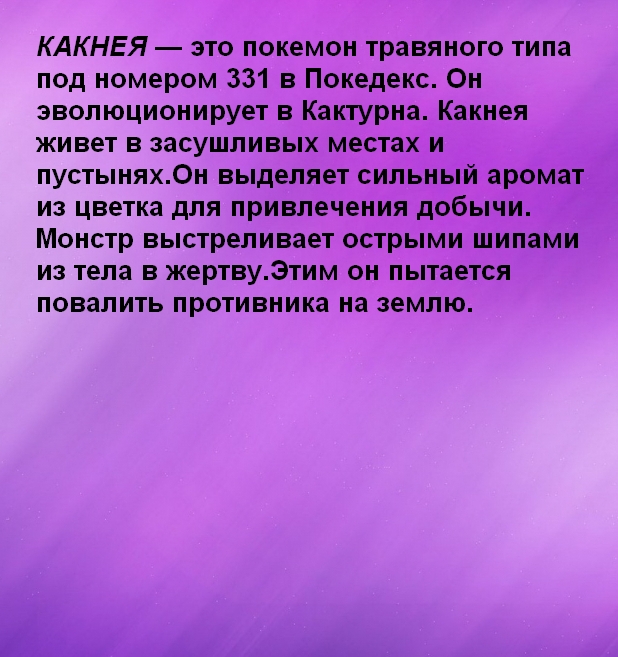 КАКНЕЯ — это покемон травяного типа
под номером 331 в Покедекс. Он
эволюционирует в Кактурна. Какнея
живет в засушливых местах и
пустынях.Он выделяет сильный аромат
из цветка для привлечения добычи.
Монстр выстреливает острыми шипами
из тела в жертву.Этим он пытается
повалить противника на землю.